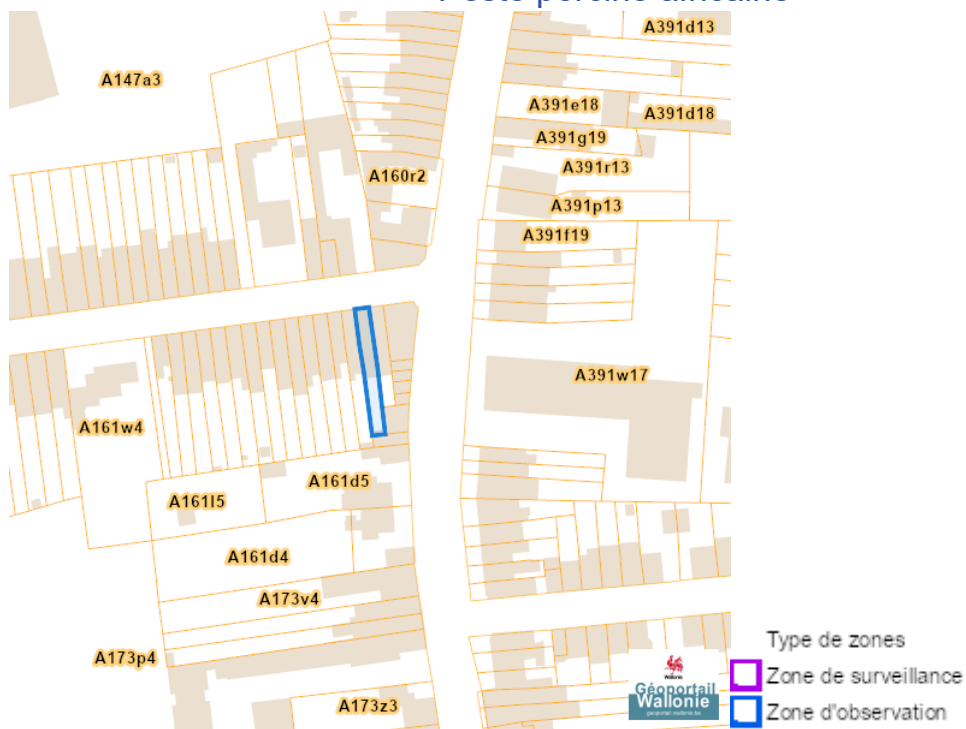 Peste porcine africaine
A391d13
A147a3
A391e18
A391d18
A391g19
A391r13
A160r2
A391p13
A391f19
A391w17
A161w4
A161d5
A161l5
A161d4
A173v4
A173p4
A173z3
Wallonie
Géoportail
Wallonie
geoportail.wallonie.be
Type de zones
Zone de surveillance
Zone d'observation